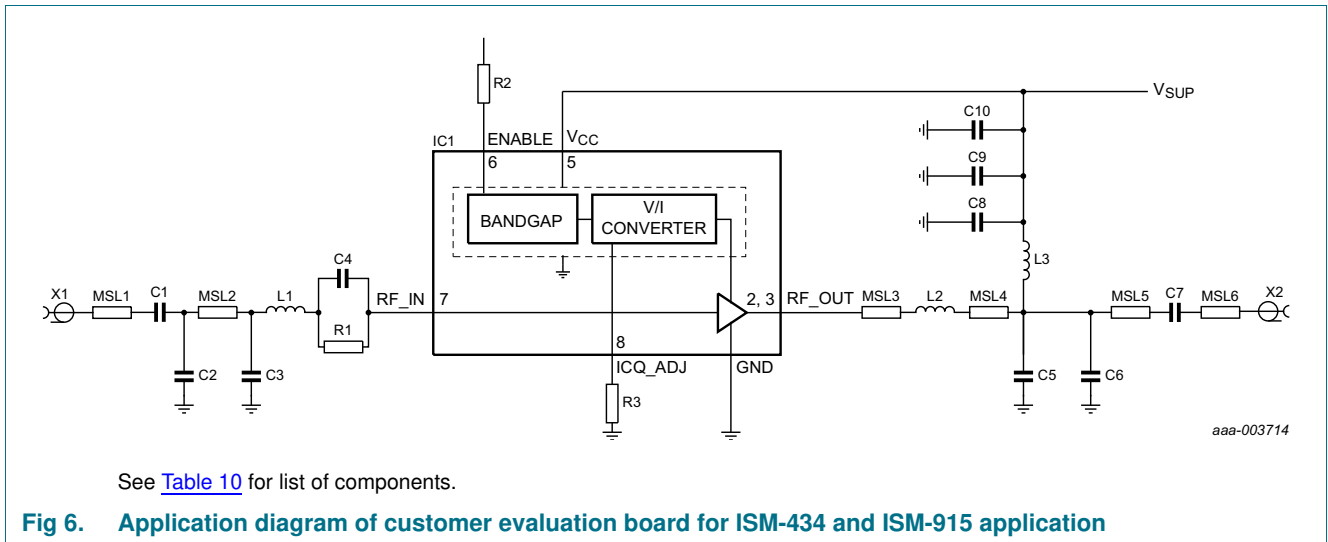 R2
V_SUP
C10
IC1 ENABLE V_CC
6 5
C9
BANDGAP
V/I
CONVERTER
C8
L3
C4
X1 MSL1 C1 MSL2 L1 RF_IN 7 2, 3 RF_OUT MSL3 L2 MSL4 MSL5 C7 MSL6 X2
R1
8
ICQ_ADJ GND
C2 C3 R3 C5 C6
aaa-003714
See Table 10 for list of components.
Fig 6. Application diagram of customer evaluation board for ISM-434 and ISM-915 application